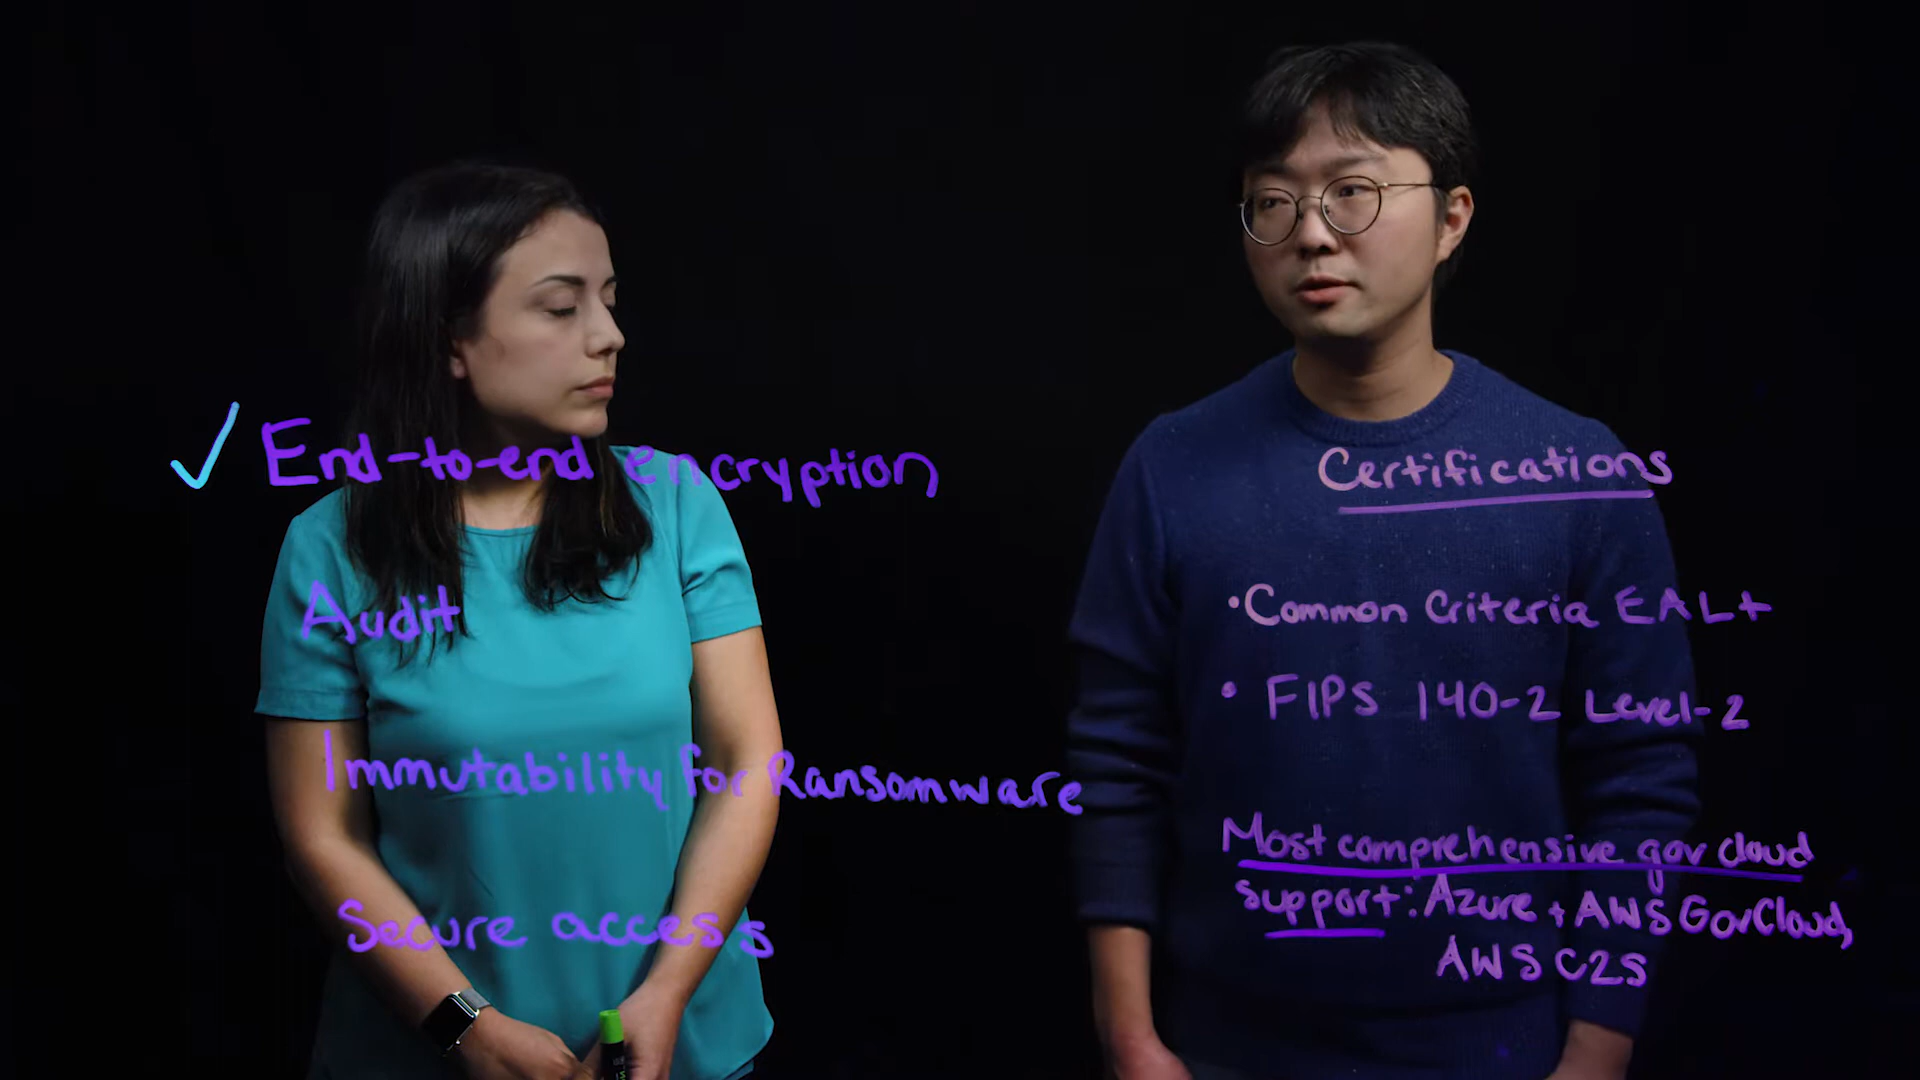 ✓ End-to-end encryption
Audit
Immutability for Ransomware
Secure access
Certifications
• Common Criteria EAL+
• FIPS 140-2 Level-2
Most comprehensive gov cloud
support: Azure + AWS GovCloud,
AWS C2S